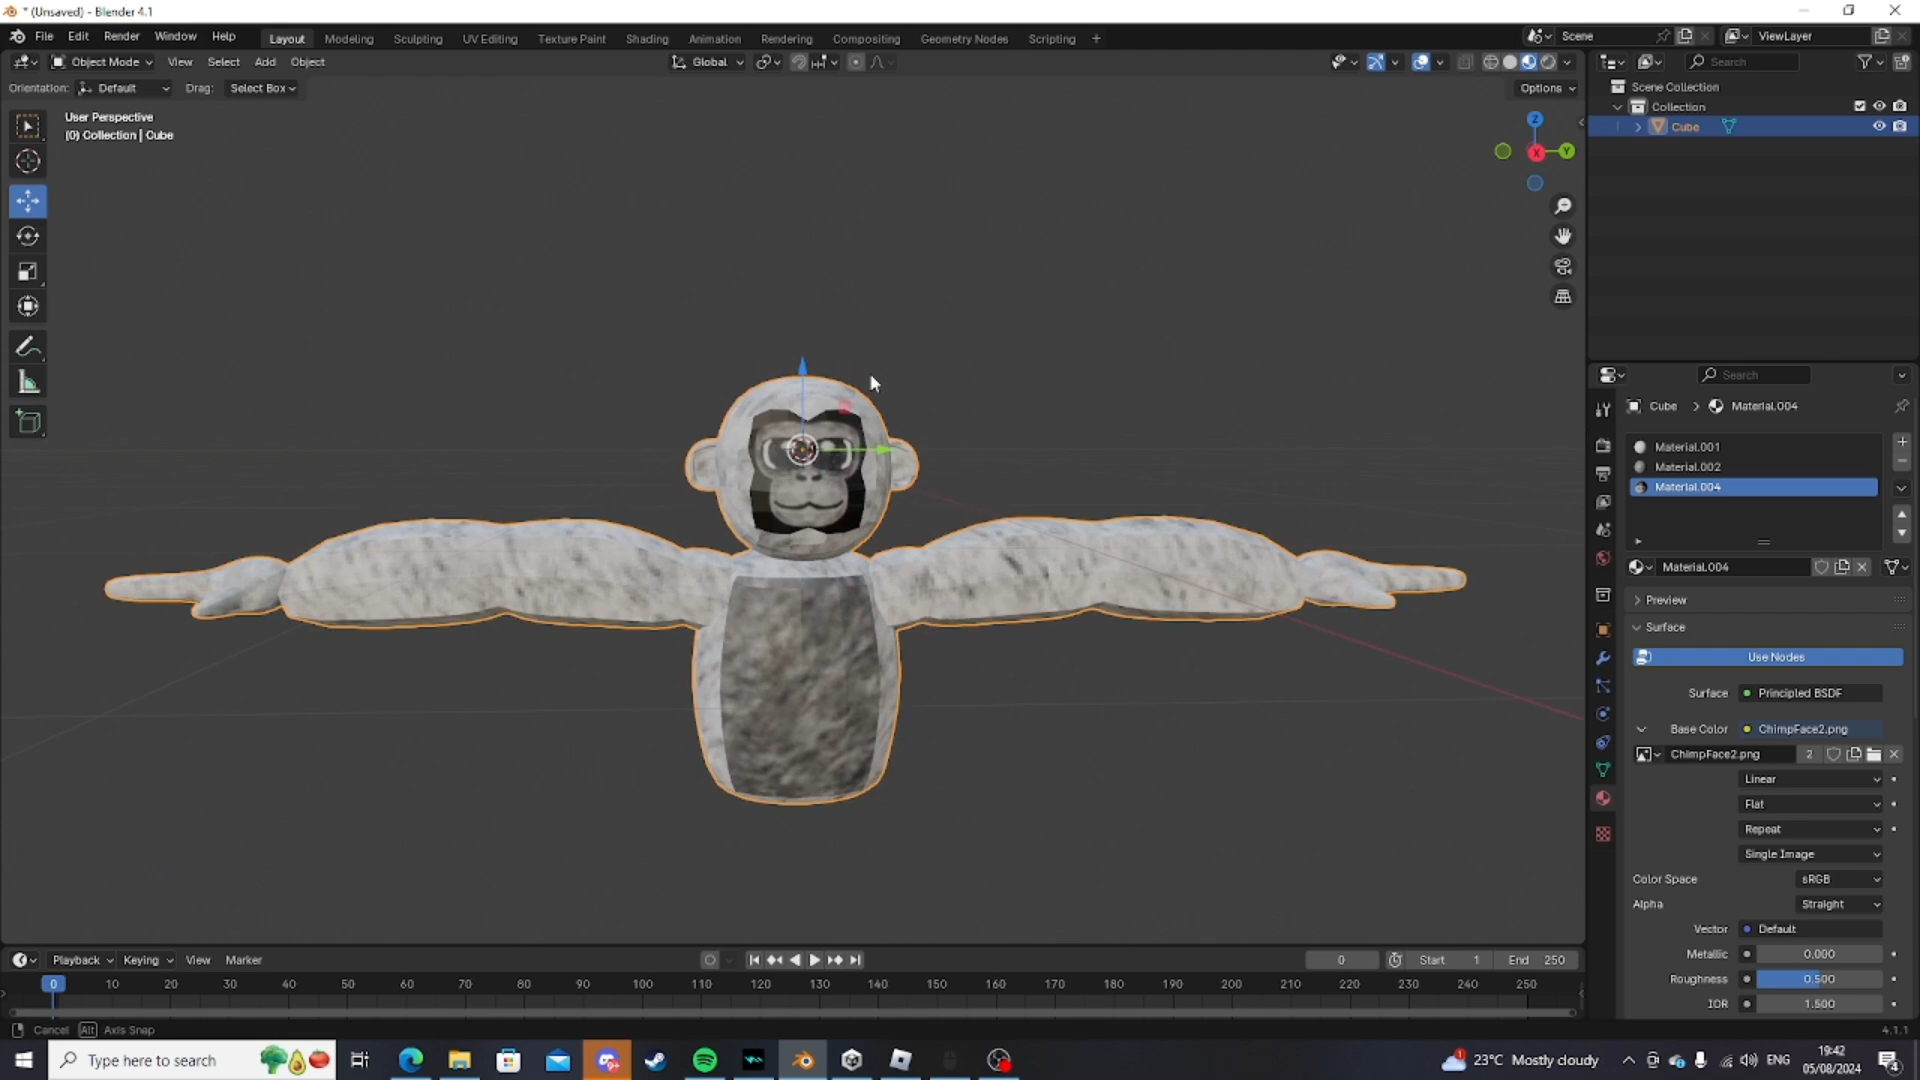 * (Unsaved) - Blender 4.1
File Edit Render Window Help Layout Modeling Sculpting UV Editing Texture Paint Shading Animation Rendering Compositing Geometry Nodes Scripting + Scene ViewLayer
Object Mode View Select Add Object Global Search
Orientation: Default Drag: Select Box Options
Scene Collection
Collection
Cube
User Perspective
(0) Collection | Cube
Z
X
Y
Search
Cube > Material.004
Material.001
Material.002
Material.004
Material.004
Preview
Surface
Use Nodes
Surface Principled BSDF
Base Color ChimpFace2.png
ChimpFace2.png 2
Linear
Flat
Repeat
Single Image
Color Space sRGB
Alpha Straight
Vector Default
Metallic 0.000
Roughness 0.500
IOR 1.500
Playback Keying View Marker 0 Start 1 End 250
0 10 20 30 40 50 60 70 80 90 100 110 120 130 140 150 160 170 180 190 200 210 220 230 240 250
Cancel Alt Axis Snap 4.1.1
Type here to search
1 23°C Mostly cloudy ENG 19:42
05/08/2024 4